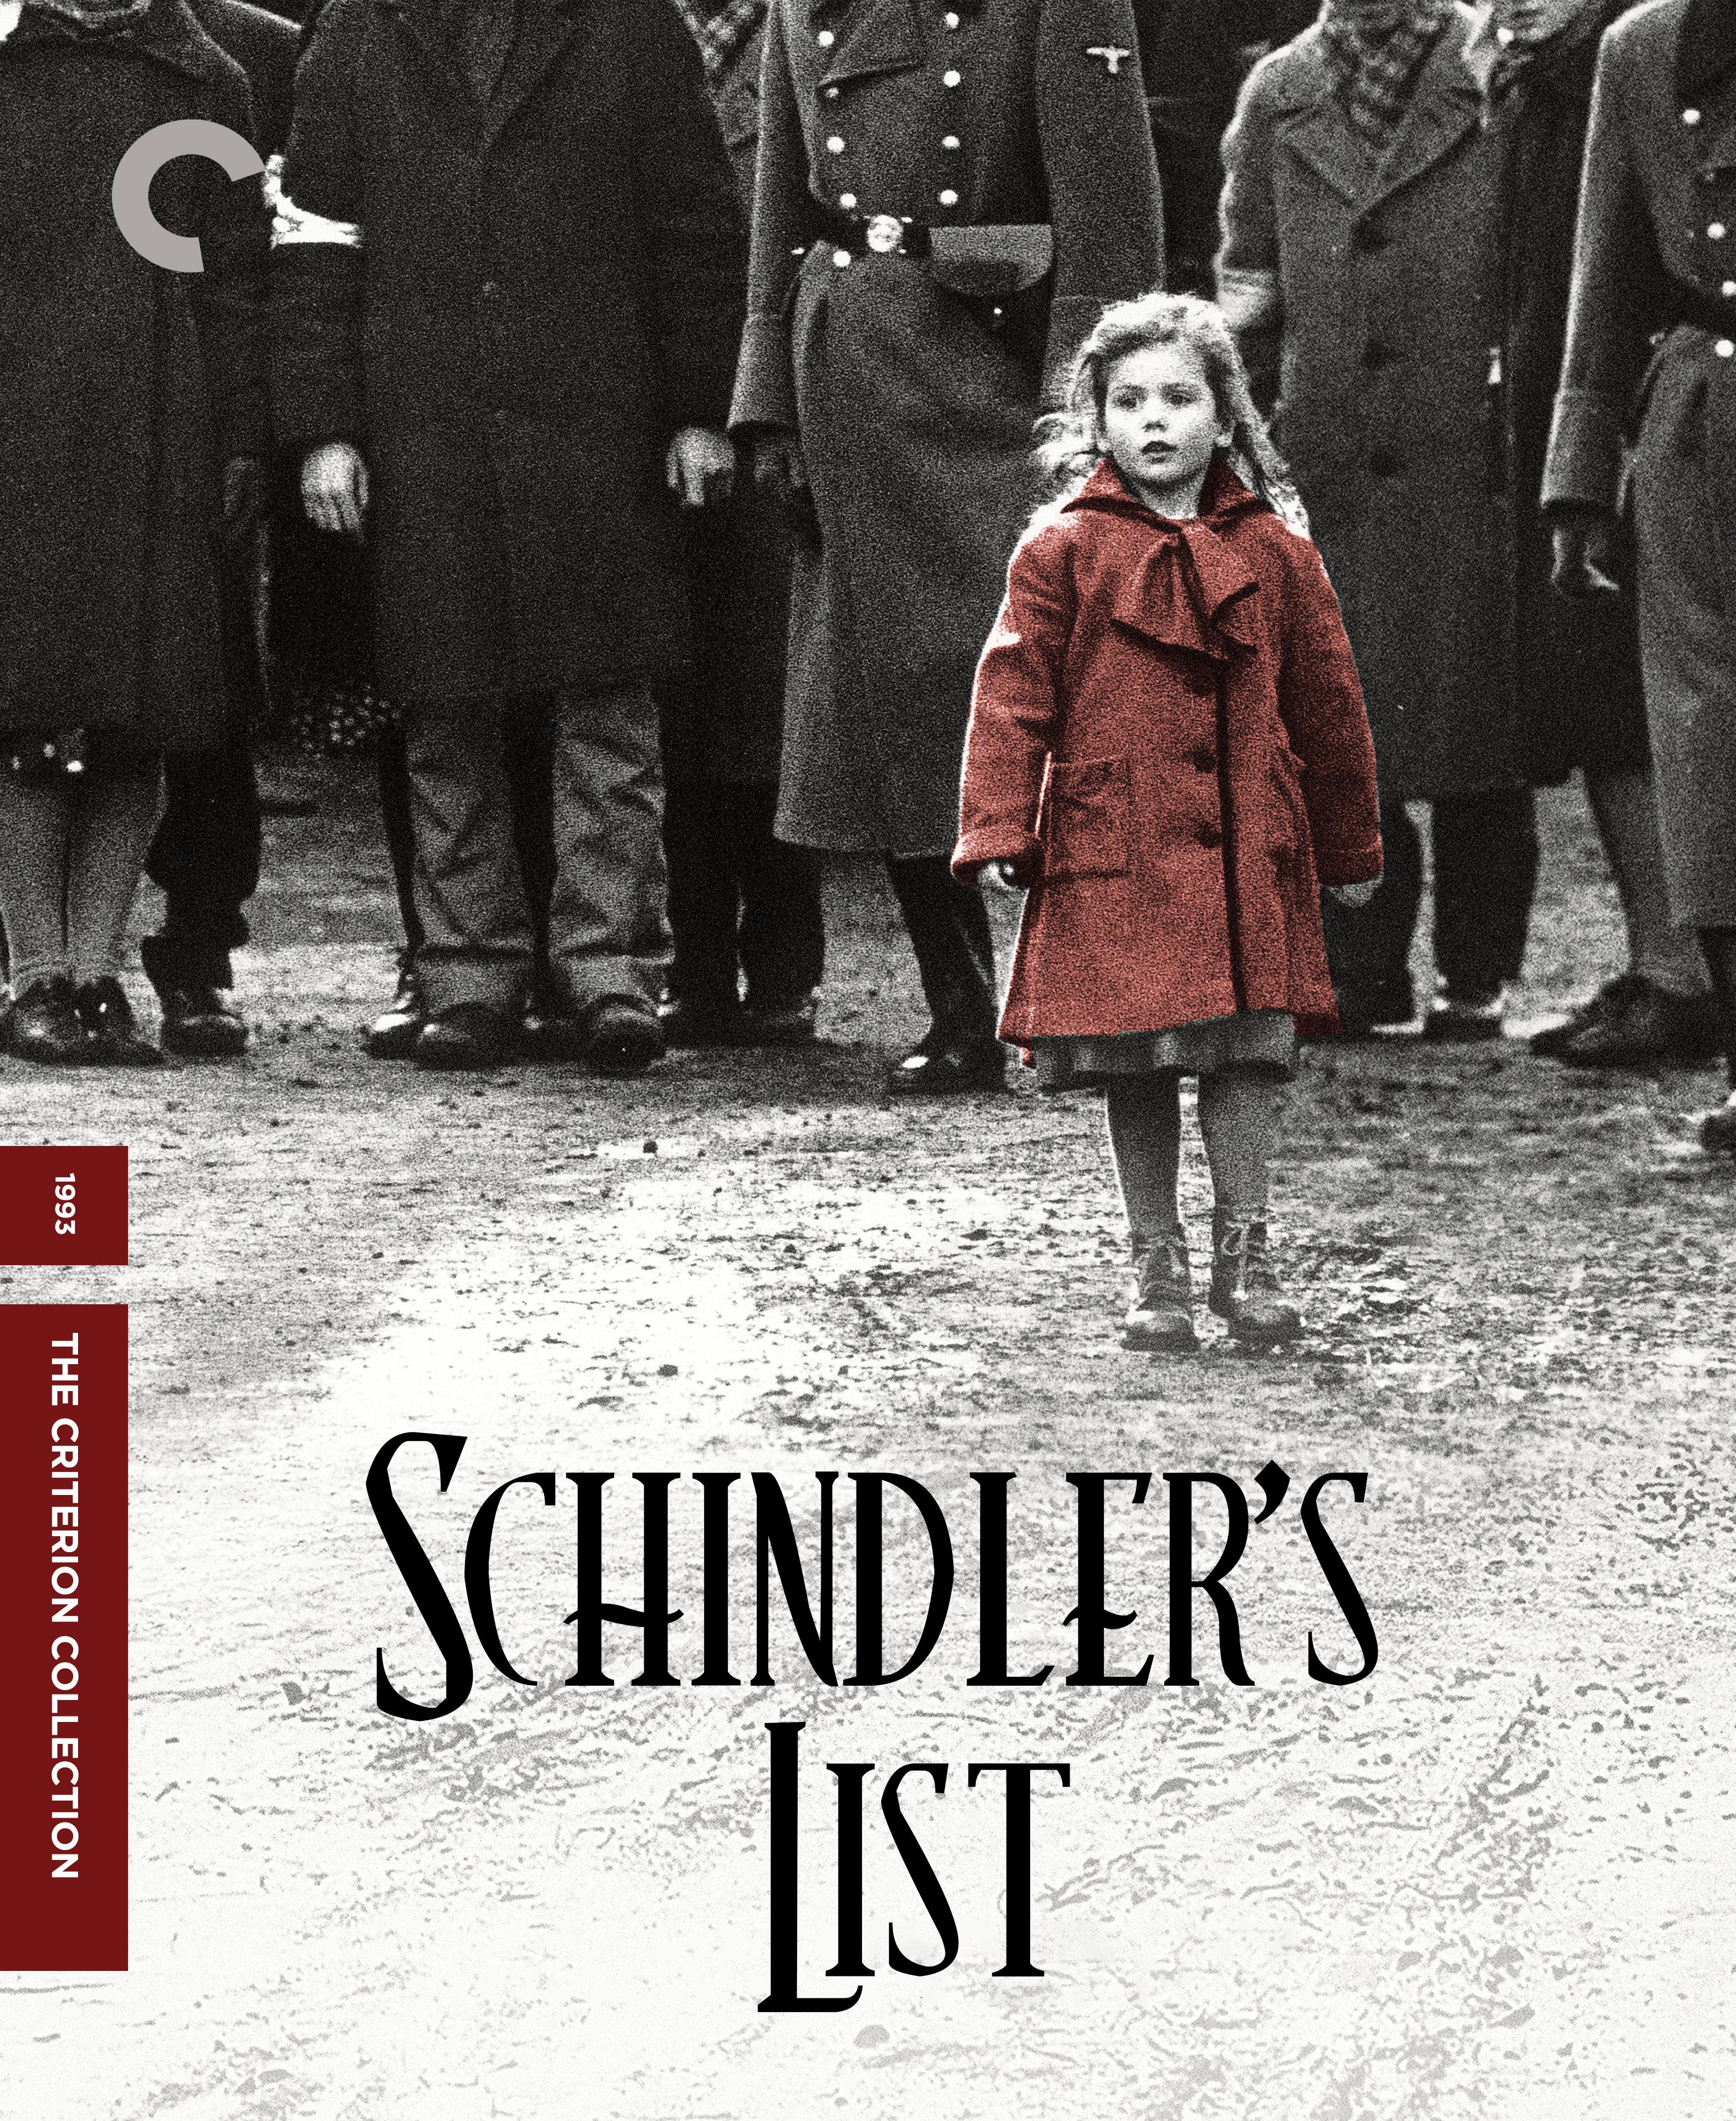 1993
THE CRITERION COLLECTION
SCHINDLER'S
LIST